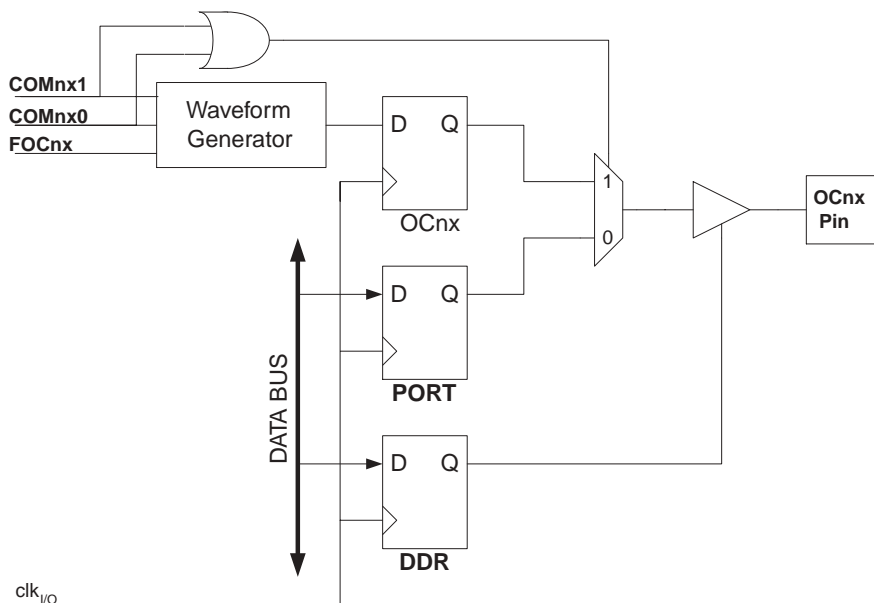 COMnx1
COMnx0
FOCnx
Waveform
Generator
D Q
OCnx
1
0
OCnx
Pin
D Q
PORT
DATA BUS
D Q
DDR
clkI/O